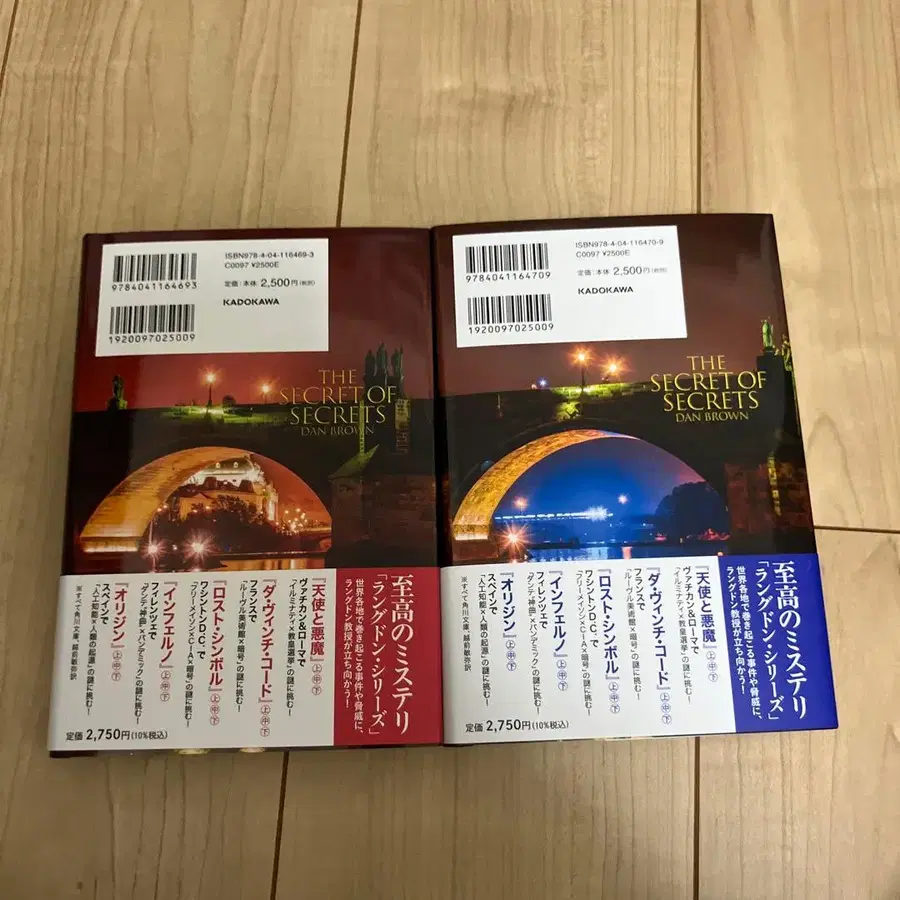 ISBN978-4-04-116469-3
C0097 ¥2500E
定価:本体 2,500円(税別)
KADOKAWA
9784041164693
1920097025009
THE
SECRET OF
SECRETS
DAN BROWN
至高のミステリ
「ラングドン・シリーズ」
世界各地で巻き起こる事件や脅威に、
ラングドン教授が立ち向かう!
『天使と悪魔』上・中・下
ヴァチカン&ローマで
“イルミナティ×教皇選挙”の謎に挑む!
『ダ・ヴィンチ・コード』上・中・下
フランスで
“ルーヴル美術館×暗号”の謎に挑む!
『ロスト・シンボル』上・中・下
ワシントンD・C・で
“フリーメイソン×CIA×暗号”の謎に挑む!
『インフェルノ』上・中・下
フィレンツェで
“ダンテ『神曲』×パンデミック”の謎に挑む!
『オリジン』上・中・下
スペインで
“人工知能×人類の起源”の謎に挑む!
※すべて角川文庫、越前敏弥訳
定価 2,750円(10%税込)
ISBN978-4-04-116470-9
C0097 ¥2500E
定価:本体 2,500円(税別)
KADOKAWA
9784041164709
1920097025009
THE
SECRET OF
SECRETS
DAN BROWN
至高のミステリ
「ラングドン・シリーズ」
世界各地で巻き起こる事件や脅威に、
ラングドン教授が立ち向かう!
『天使と悪魔』上・中・下
ヴァチカン&ローマで
“イルミナティ×教皇選挙”の謎に挑む!
『ダ・ヴィンチ・コード』上・中・下
フランスで
“ルーヴル美術館×暗号”の謎に挑む!
『ロスト・シンボル』上・中・下
ワシントンD・C・で
“フリーメイソン×CIA×暗号”の謎に挑む!
『インフェルノ』上・中・下
フィレンツェで
“ダンテ『神曲』×パンデミック”の謎に挑む!
『オリジン』上・中・下
スペインで
“人工知能×人類の起源”の謎に挑む!
※すべて角川文庫、越前敏弥訳
定価 2,750円(10%税込)